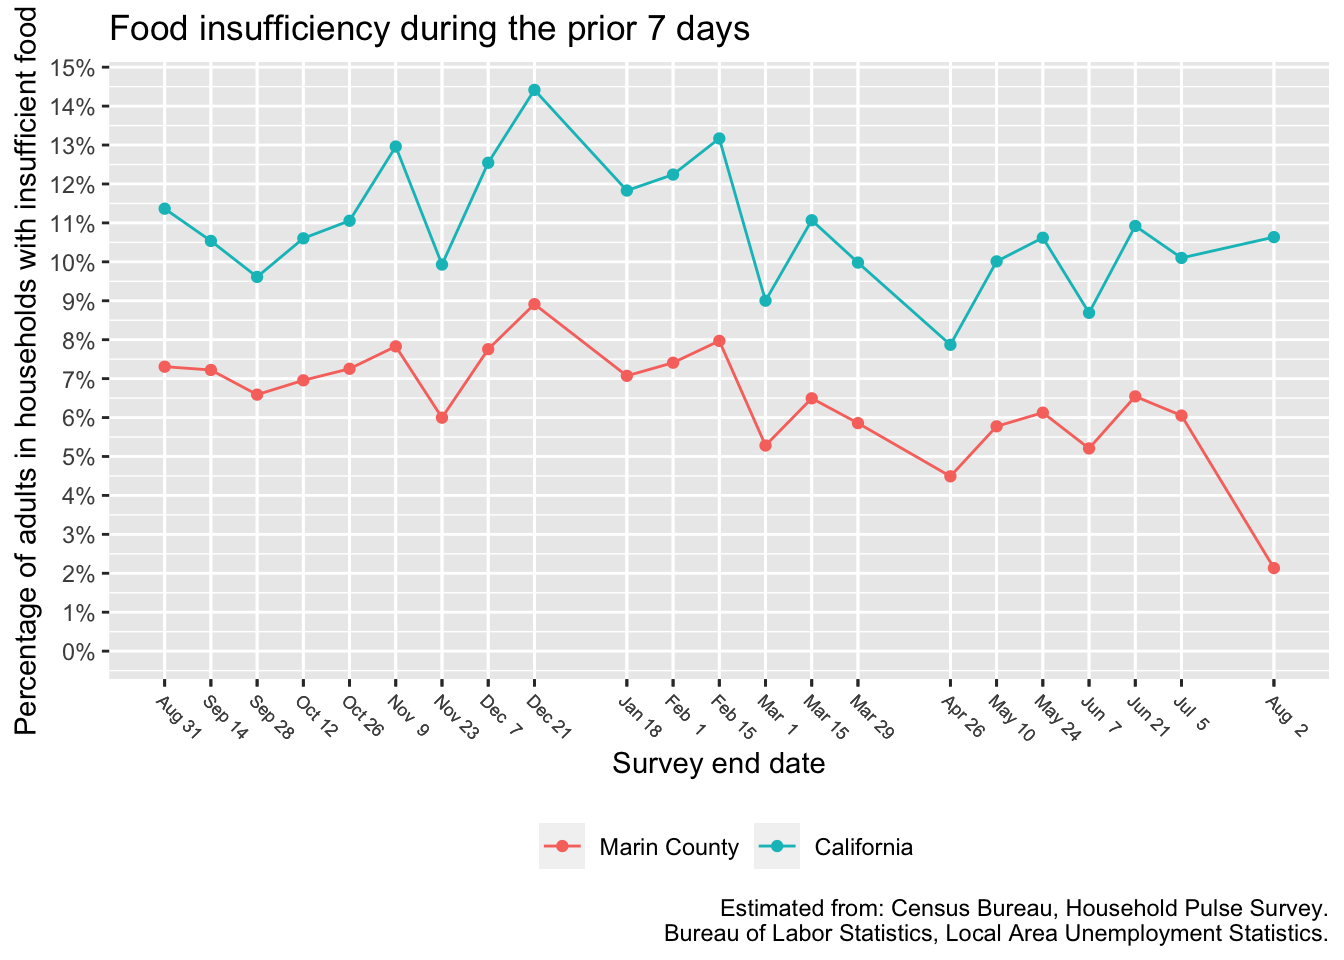 Food insufficiency during the prior 7 days
Percentage of adults in households with insufficient food
15%
14%
13%
12%
11%
10%
9%
8%
7%
6%
5%
4%
3%
2%
1%
0%
Aug 31
Sep 14
Sep 28
Oct 12
Oct 26
Nov 9
Nov 23
Dec 7
Dec 21
Jan 18
Feb 1
Feb 15
Mar 1
Mar 15
Mar 29
Apr 26
May 10
May 24
Jun 7
Jun 21
Jul 5
Aug 2
Survey end date
Marin County
California
Estimated from: Census Bureau, Household Pulse Survey.
Bureau of Labor Statistics, Local Area Unemployment Statistics.